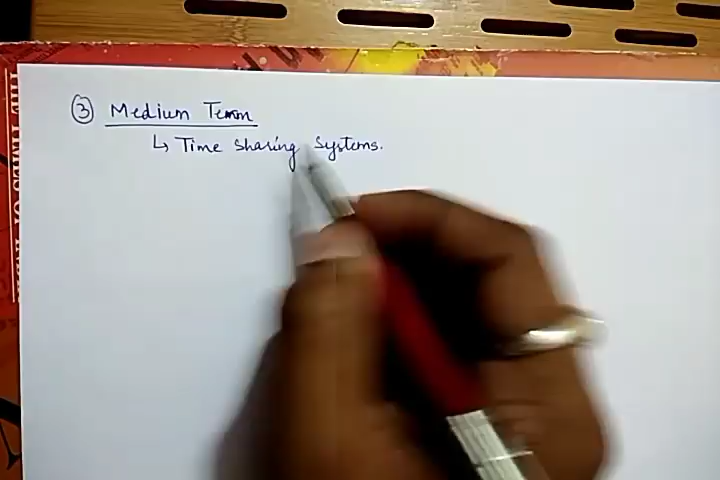 ③ Medium Term
↳ Time sharing systems.